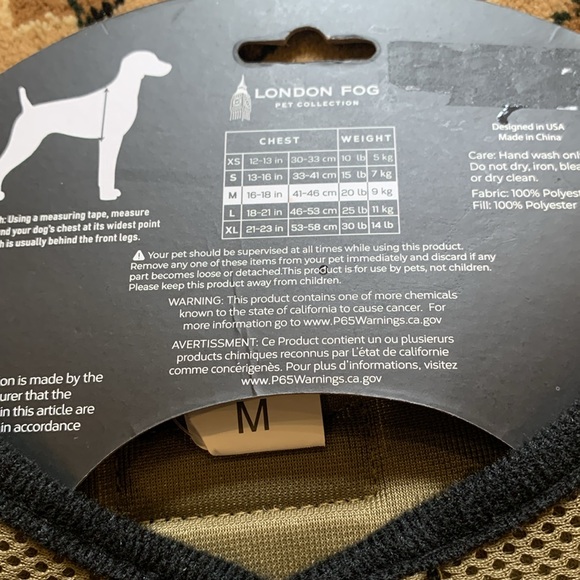 LONDON FOG
PET COLLECTION
CHEST WEIGHT
XS 12-13 in 30-33 cm 10 lb 5 kg
S 13-16 in 33-41 cm 15 lb 7 kg
M 16-18 in 41-46 cm 20 lb 9 kg
L 18-21 in 46-53 cm 25 lb 11 kg
XL 21-23 in 53-58 cm 30 lb 14 lb
h: Using a measuring tape, measure
nd your dog's chest at its widest point
h is usually behind the front legs.
Designed in USA
Made in China
Care: Hand wash onl
Do not dry, iron, blea
or dry clean.
Fabric: 100% Polyest
Fill: 100% Polyester
Your pet should be supervised at all times while using this product.
Remove any one of these items from your pet immediately and discard if any
part becomes loose or detached.This product is for use by pets, not children.
Please keep this product away from children.
WARNING: This product contains one of more chemicals
known to the state of california to cause cancer. For
more information go to www.P65Warnings.ca.gov
AVERTISSEMENT: Ce Product contient un ou plusieurs
products chimiques reconnus par L'état de californie
comme concérigenès. Pour plus d'informations, visitez
www.P65Warnings.ca.gov
on is made by the
urer that the
in this article are
in accordance
M